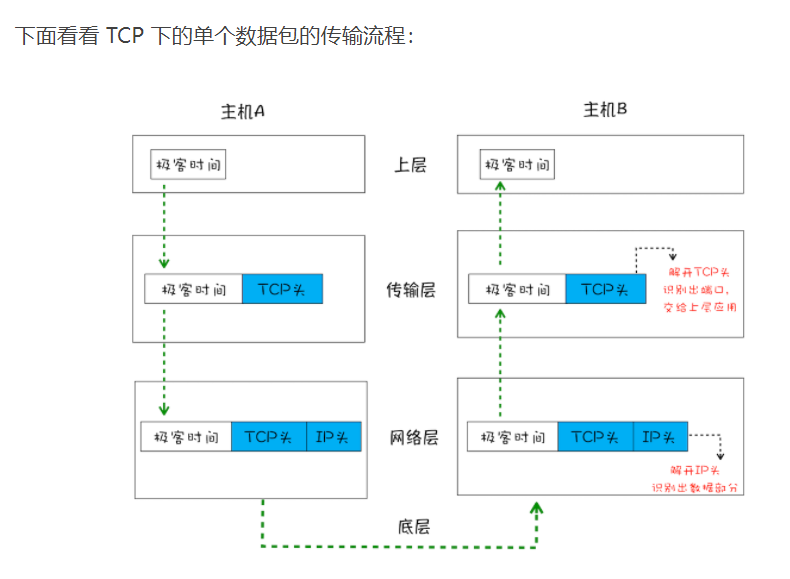 下面看看 TCP 下的单个数据包的传输流程：
主机A
主机B
极客时间
上层
极客时间
极客时间
TCP头
传输层
极客时间
TCP头
解开TCP头
识别出端口，
交给上层应用
极客时间
TCP头
IP头
网络层
极客时间
TCP头
IP头
解开IP头
识别出数据部分
底层